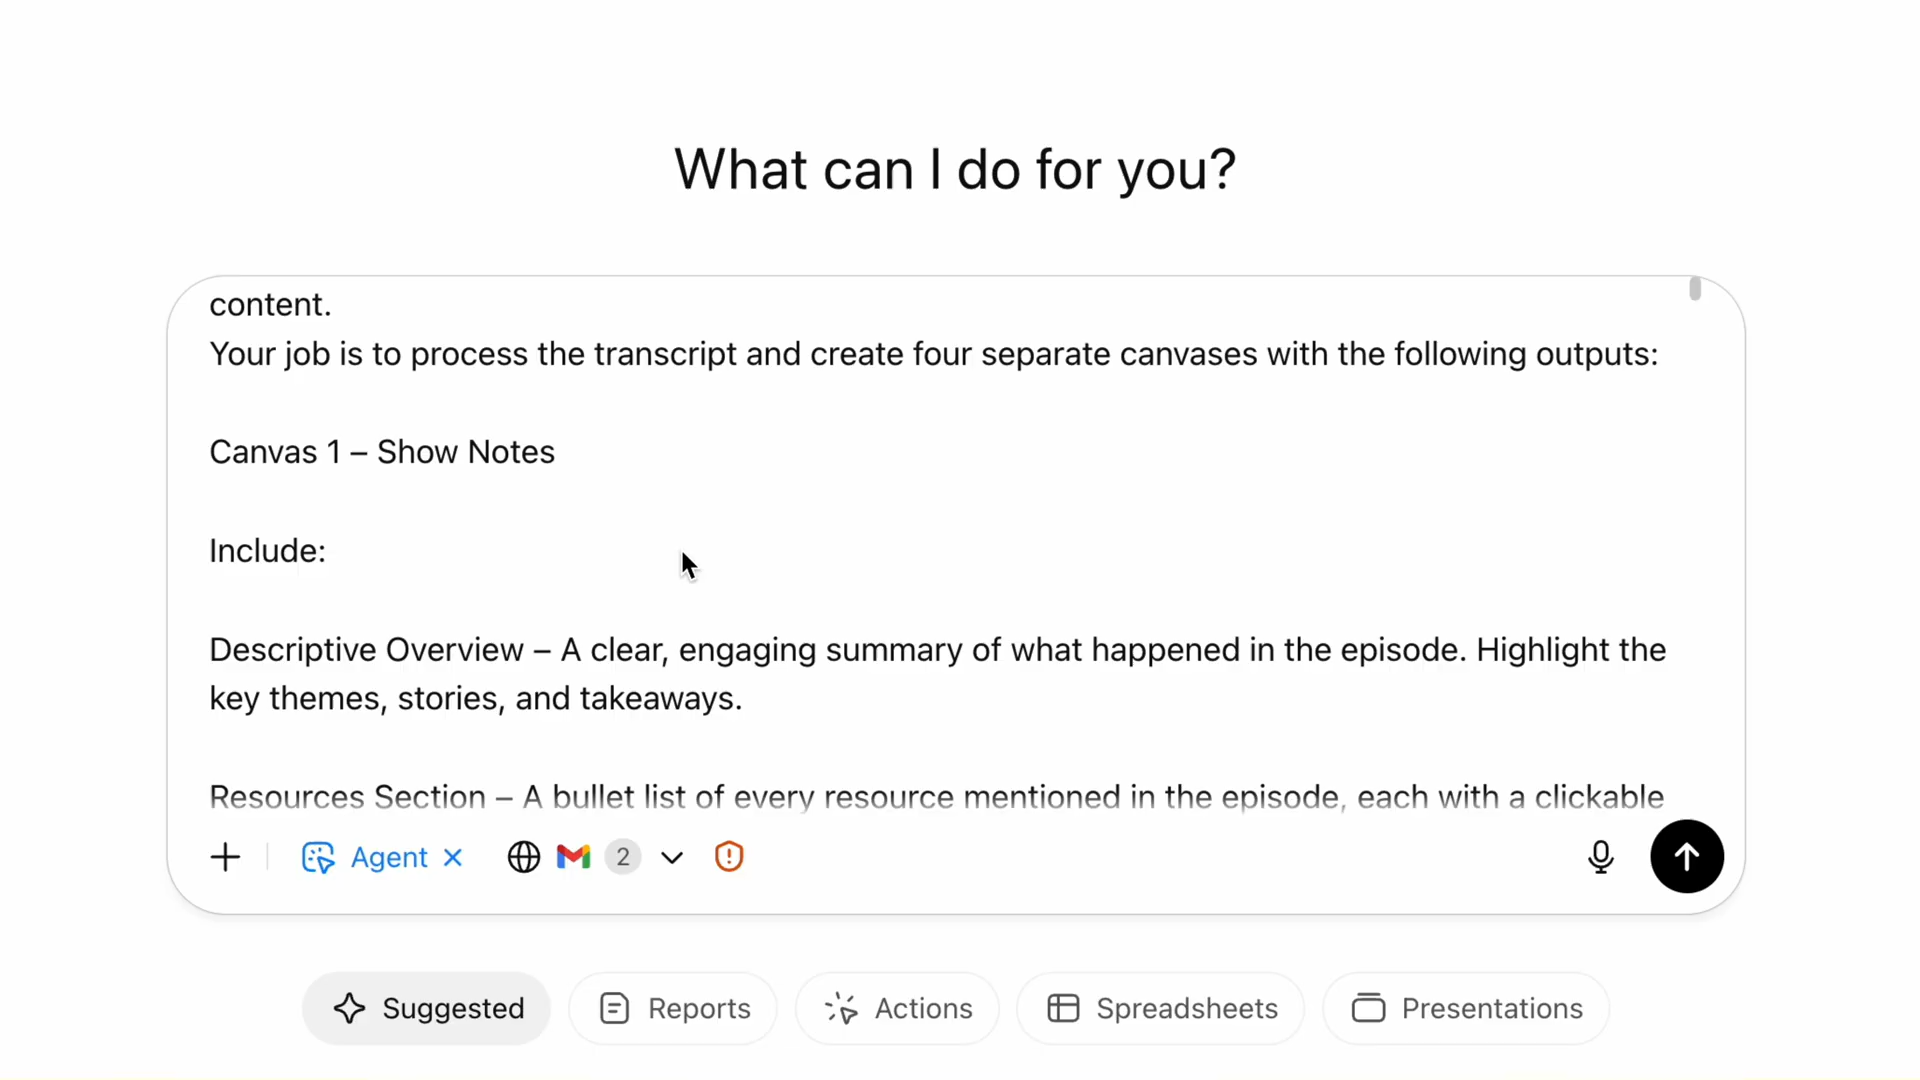 What can I do for you?
content.
Your job is to process the transcript and create four separate canvases with the following outputs:
Canvas 1 – Show Notes
Include:
Descriptive Overview – A clear, engaging summary of what happened in the episode. Highlight the
key themes, stories, and takeaways.
Resources Section – A bullet list of every resource mentioned in the episode, each with a clickable
Agent 2
Suggested Reports Actions Spreadsheets Presentations